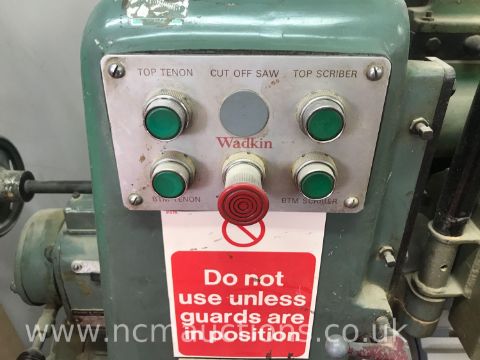 TOP TENON CUT OFF SAW TOP SCRIBER
Wadkin
BTM TENON BTM SCRIBER
Do not
use unless
guards are
in position
www.ncmauctions.co.uk